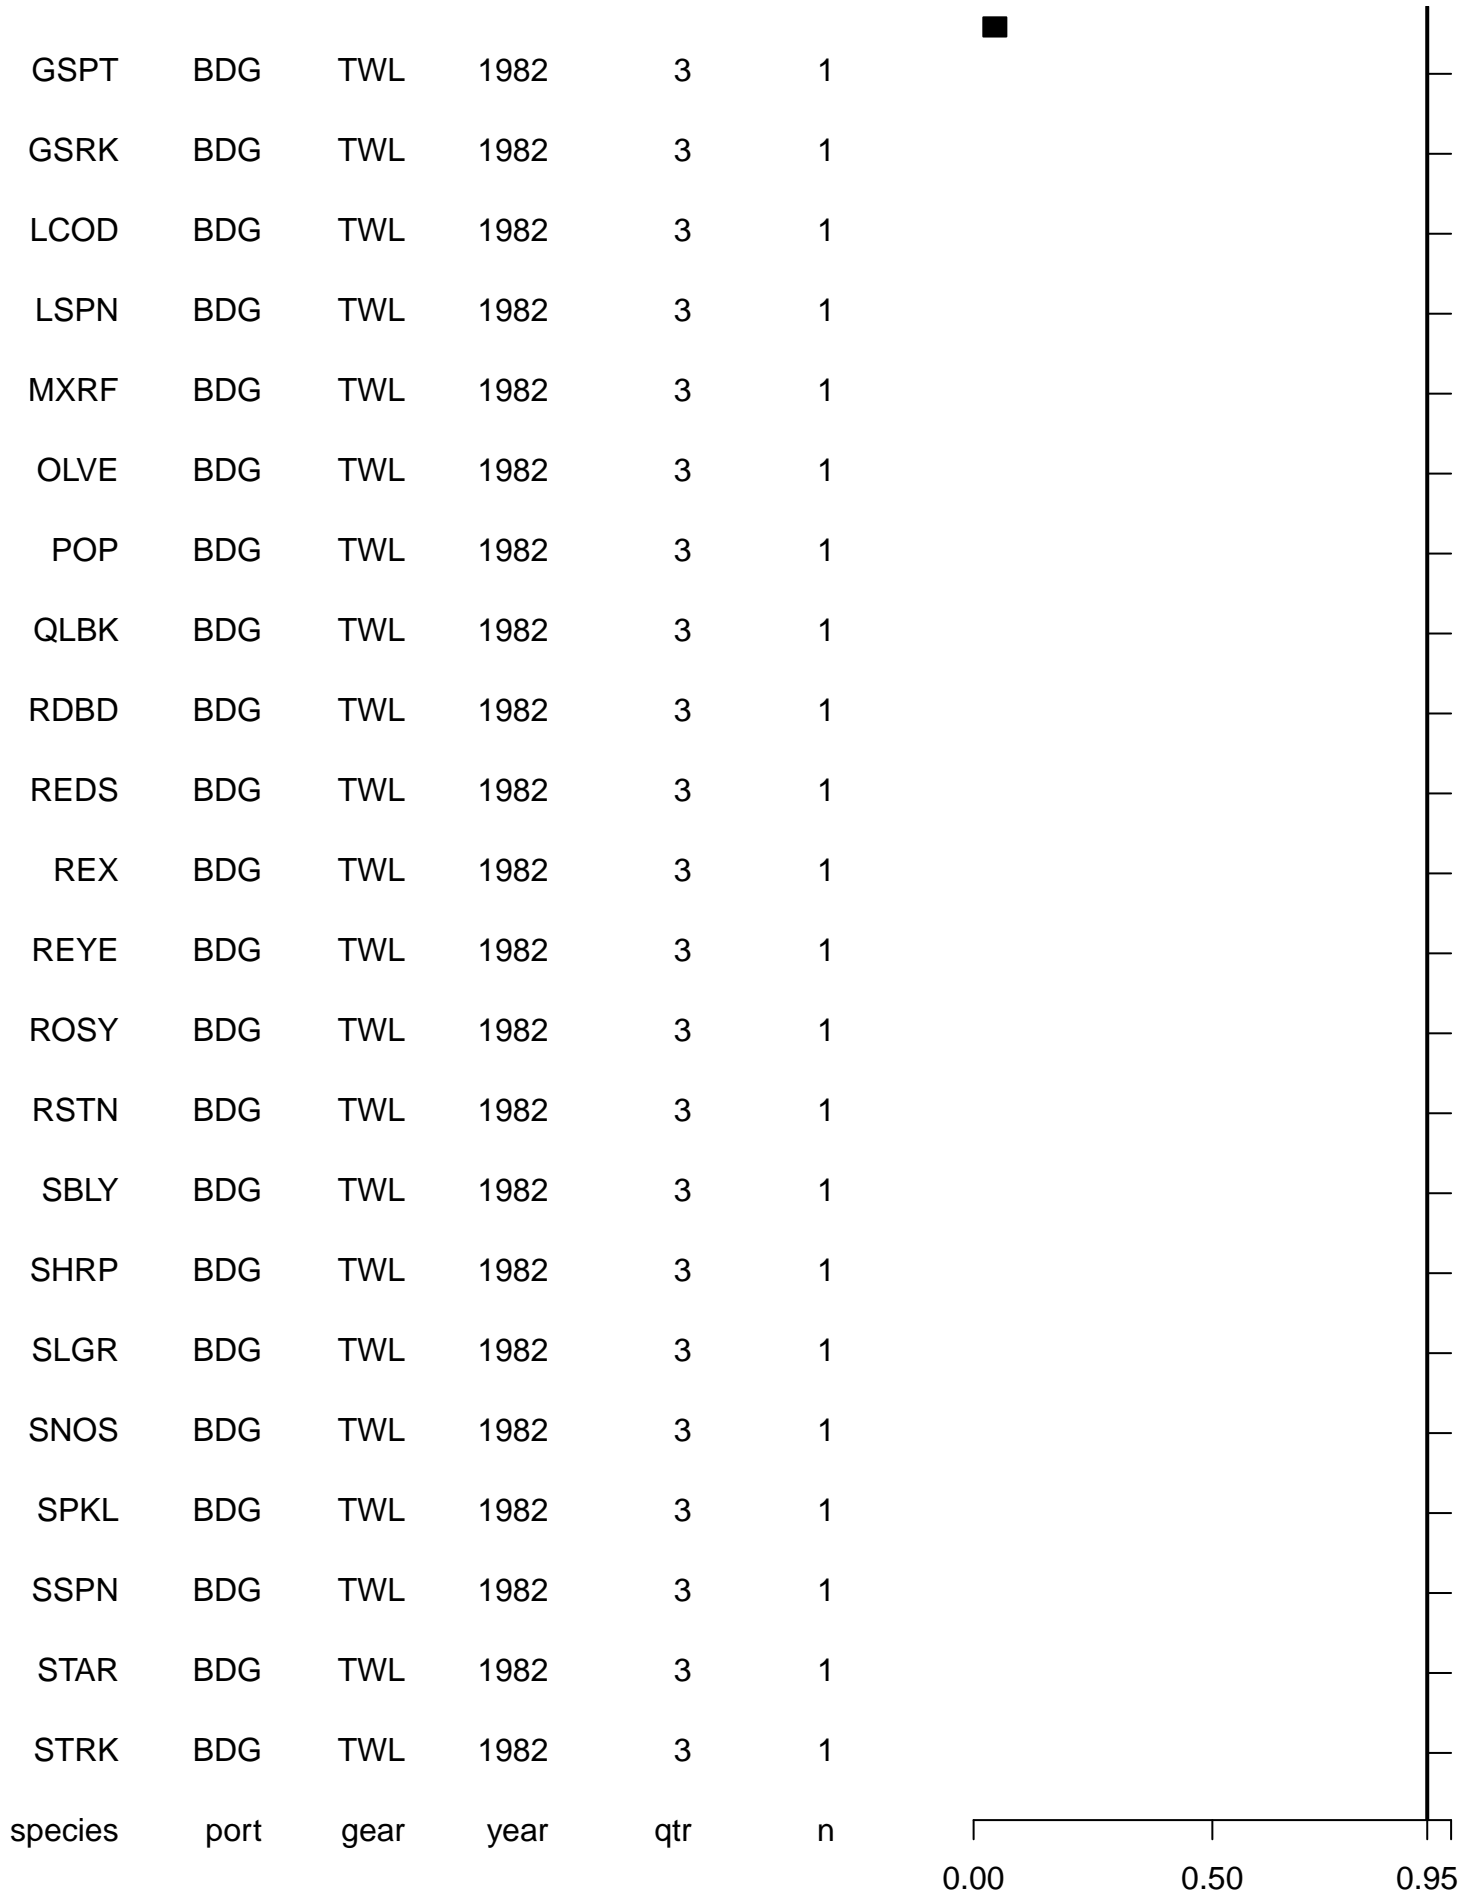 GSPT BDG TWL 1982 3 1
GSRK BDG TWL 1982 3 1
LCOD BDG TWL 1982 3 1
LSPN BDG TWL 1982 3 1
MXRF BDG TWL 1982 3 1
OLVE BDG TWL 1982 3 1
POP BDG TWL 1982 3 1
QLBK BDG TWL 1982 3 1
RDBD BDG TWL 1982 3 1
REDS BDG TWL 1982 3 1
REX BDG TWL 1982 3 1
REYE BDG TWL 1982 3 1
ROSY BDG TWL 1982 3 1
RSTN BDG TWL 1982 3 1
SBLY BDG TWL 1982 3 1
SHRP BDG TWL 1982 3 1
SLGR BDG TWL 1982 3 1
SNOS BDG TWL 1982 3 1
SPKL BDG TWL 1982 3 1
SSPN BDG TWL 1982 3 1
STAR BDG TWL 1982 3 1
STRK BDG TWL 1982 3 1
species port gear year qtr n
0.00 0.50 0.95